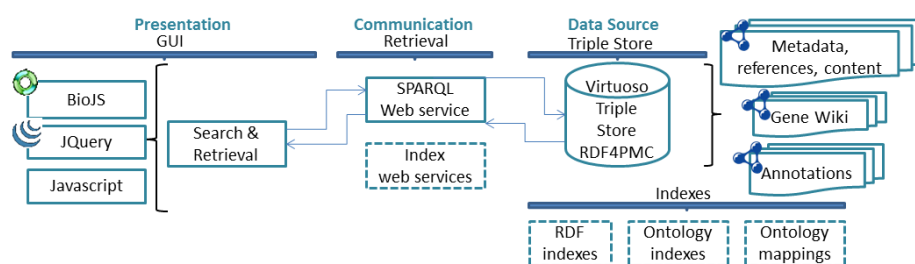 Presentation
GUI
Communication
Retrieval
Data Source
Triple Store
BioJS
JQuery
Javascript
Search &
Retrieval
SPARQL
Web service
Index
web services
Virtuoso
Triple
Store
RDF4PMC
Metadata,
references, content
Gene Wiki
Annotations
Indexes
RDF
indexes
Ontology
indexes
Ontology
mappings